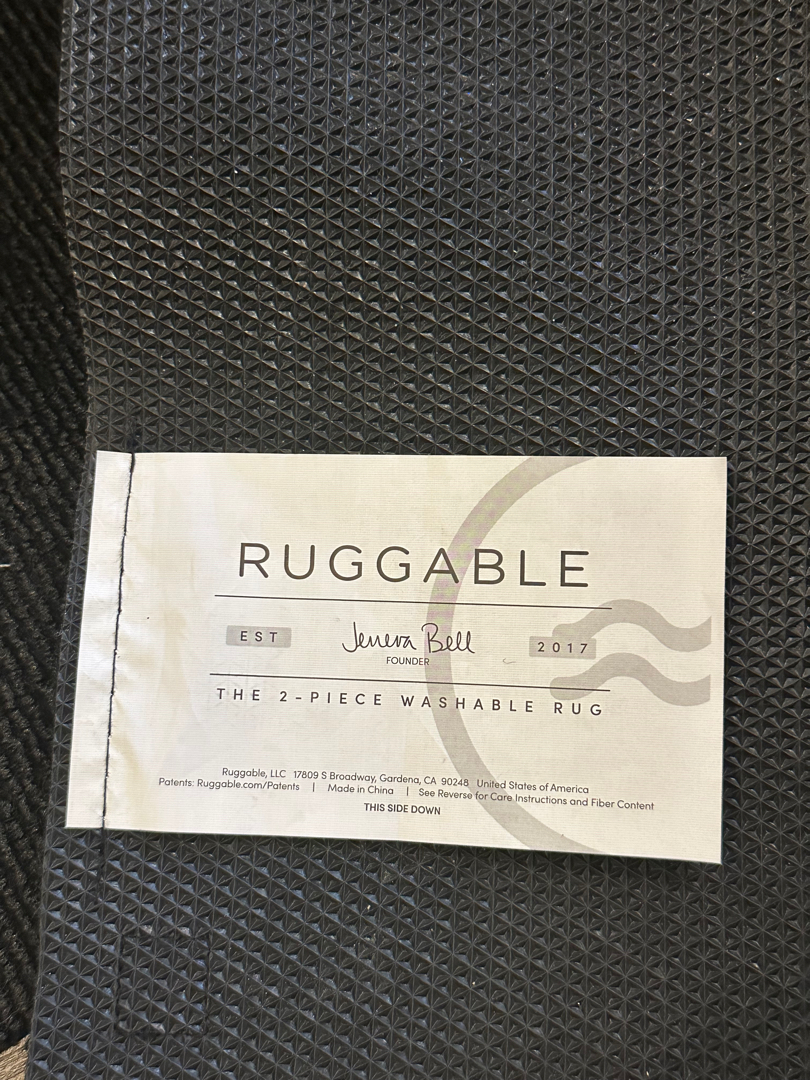 RUGGABLE
EST Jeneva Bell 2017
FOUNDER
THE 2-PIECE WASHABLE RUG
Ruggable, LLC 17809 S Broadway, Gardena, CA 90248 United States of America
Patents: Ruggable.com/Patents | Made in China | See Reverse for Care Instructions and Fiber Content
THIS SIDE DOWN